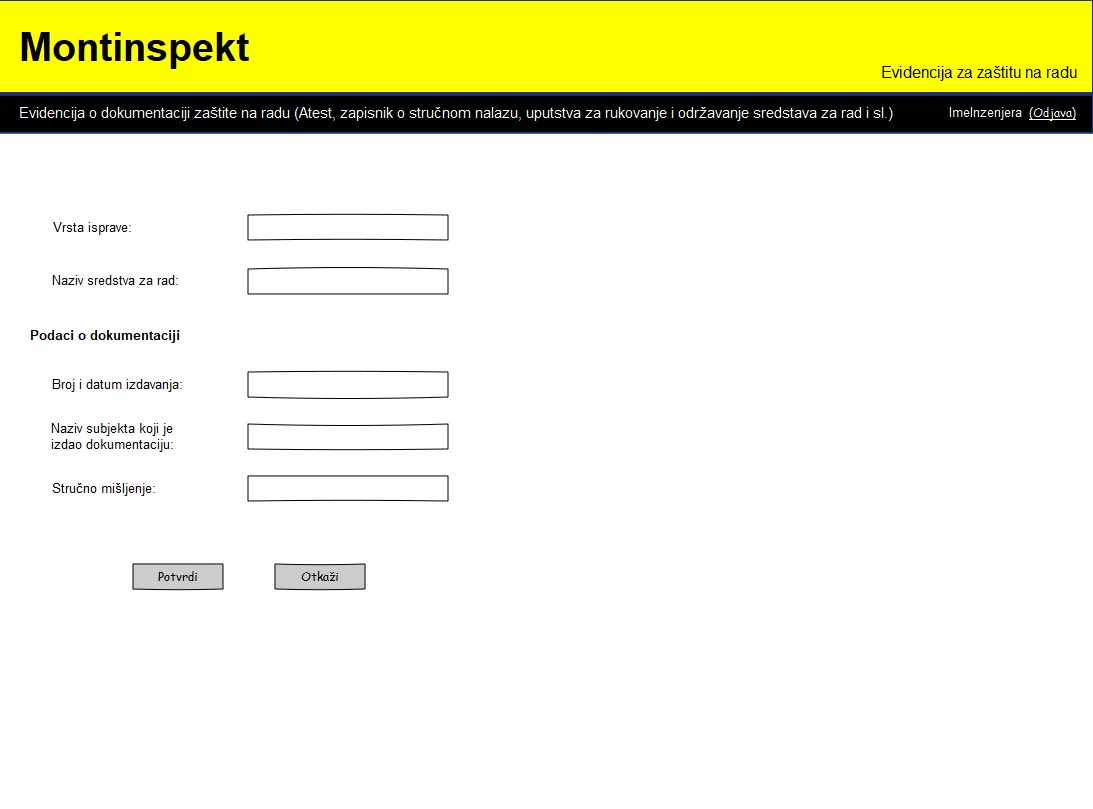 Montinspekt
Evidencija za zaštitu na radu
Evidencija o dokumentaciji zaštite na radu (Atest, zapisnik o stručnom nalazu, uputstva za rukovanje i održavanje sredstava za rad i sl.)
ImeInzenjera (Odjava)
Vrsta isprave:
Naziv sredstva za rad:
Podaci o dokumentaciji
Broj i datum izdavanja:
Naziv subjekta koji je
izdao dokumentaciju:
Stručno mišljenje:
Potvrdi
Otkaži